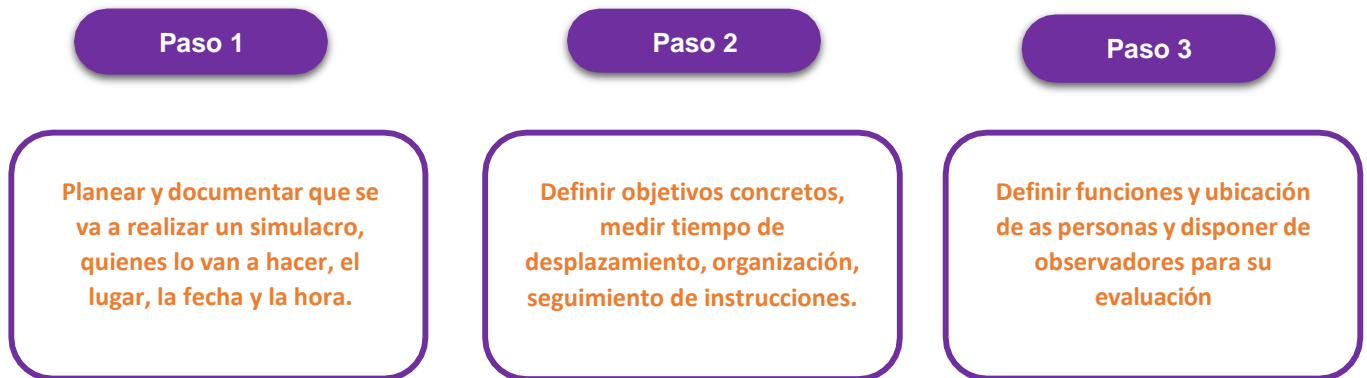 Paso 1
Planear y documentar que se
va a realizar un simulacro,
quienes lo van a hacer, el
lugar, la fecha y la hora.
Paso 2
Definir objetivos concretos,
medir tiempo de
desplazamiento, organización,
seguimiento de instrucciones.
Paso 3
Definir funciones y ubicación
de as personas y disponer de
observadores para su
evaluación